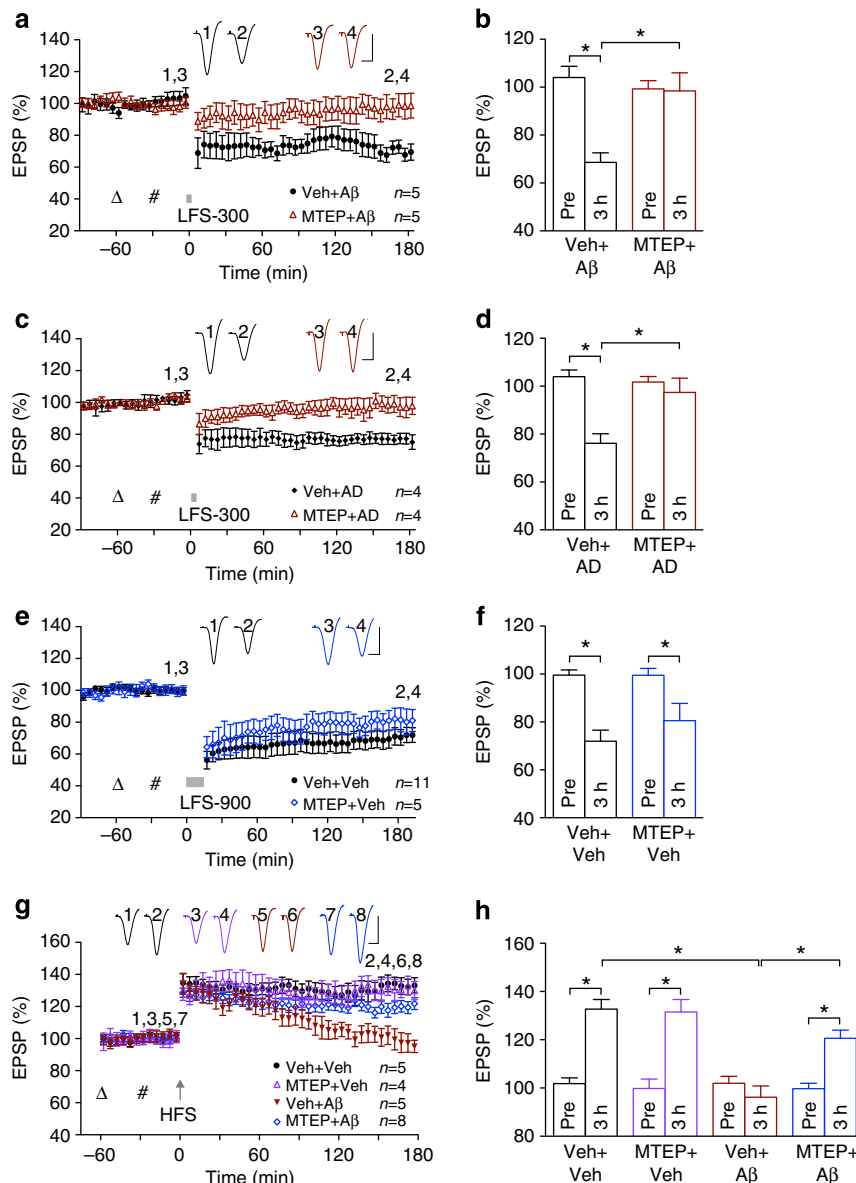 a
EPSP (%)
140
120
100
80
60
40
20
1 2 3 4
1,3 2,4
Δ # LFS-300
Veh+Aβ n=5
MTEP+Aβ n=5
−60 0 60 120 180
Time (min)
b
EPSP (%)
120
100
80
60
40
* *
Pre 3 h Pre 3 h
Veh+ MTEP+
Aβ Aβ
c
EPSP (%)
140
120
100
80
60
40
20
1 2 3 4
1,3 2,4
Δ # LFS-300
Veh+AD n=4
MTEP+AD n=4
−60 0 60 120 180
Time (min)
d
EPSP (%)
120
100
80
60
40
* *
Pre 3 h Pre 3 h
Veh+ MTEP+
AD AD
e
EPSP (%)
140
120
100
80
60
40
20
1 2 3 4
1,3 2,4
Δ # LFS-900
Veh+Veh n=11
MTEP+Veh n=5
−60 0 60 120 180
Time (min)
f
EPSP (%)
120
100
80
60
40
* *
Pre 3 h Pre 3 h
Veh+ MTEP+
Veh Veh
g
EPSP (%)
160
140
120
100
80
60
40
1 2 3 4 5 6 7 8
1,3,5,7 2,4,6,8
Δ # HFS
Veh+Veh n=5
MTEP+Veh n=4
Veh+Aβ n=5
MTEP+Aβ n=8
−60 0 60 120 180
Time (min)
h
EPSP (%)
160
140
120
100
80
* *
* * *
Pre 3 h Pre 3 h Pre 3 h Pre 3 h
Veh+ MTEP+ Veh+ MTEP+
Veh Veh Aβ Aβ